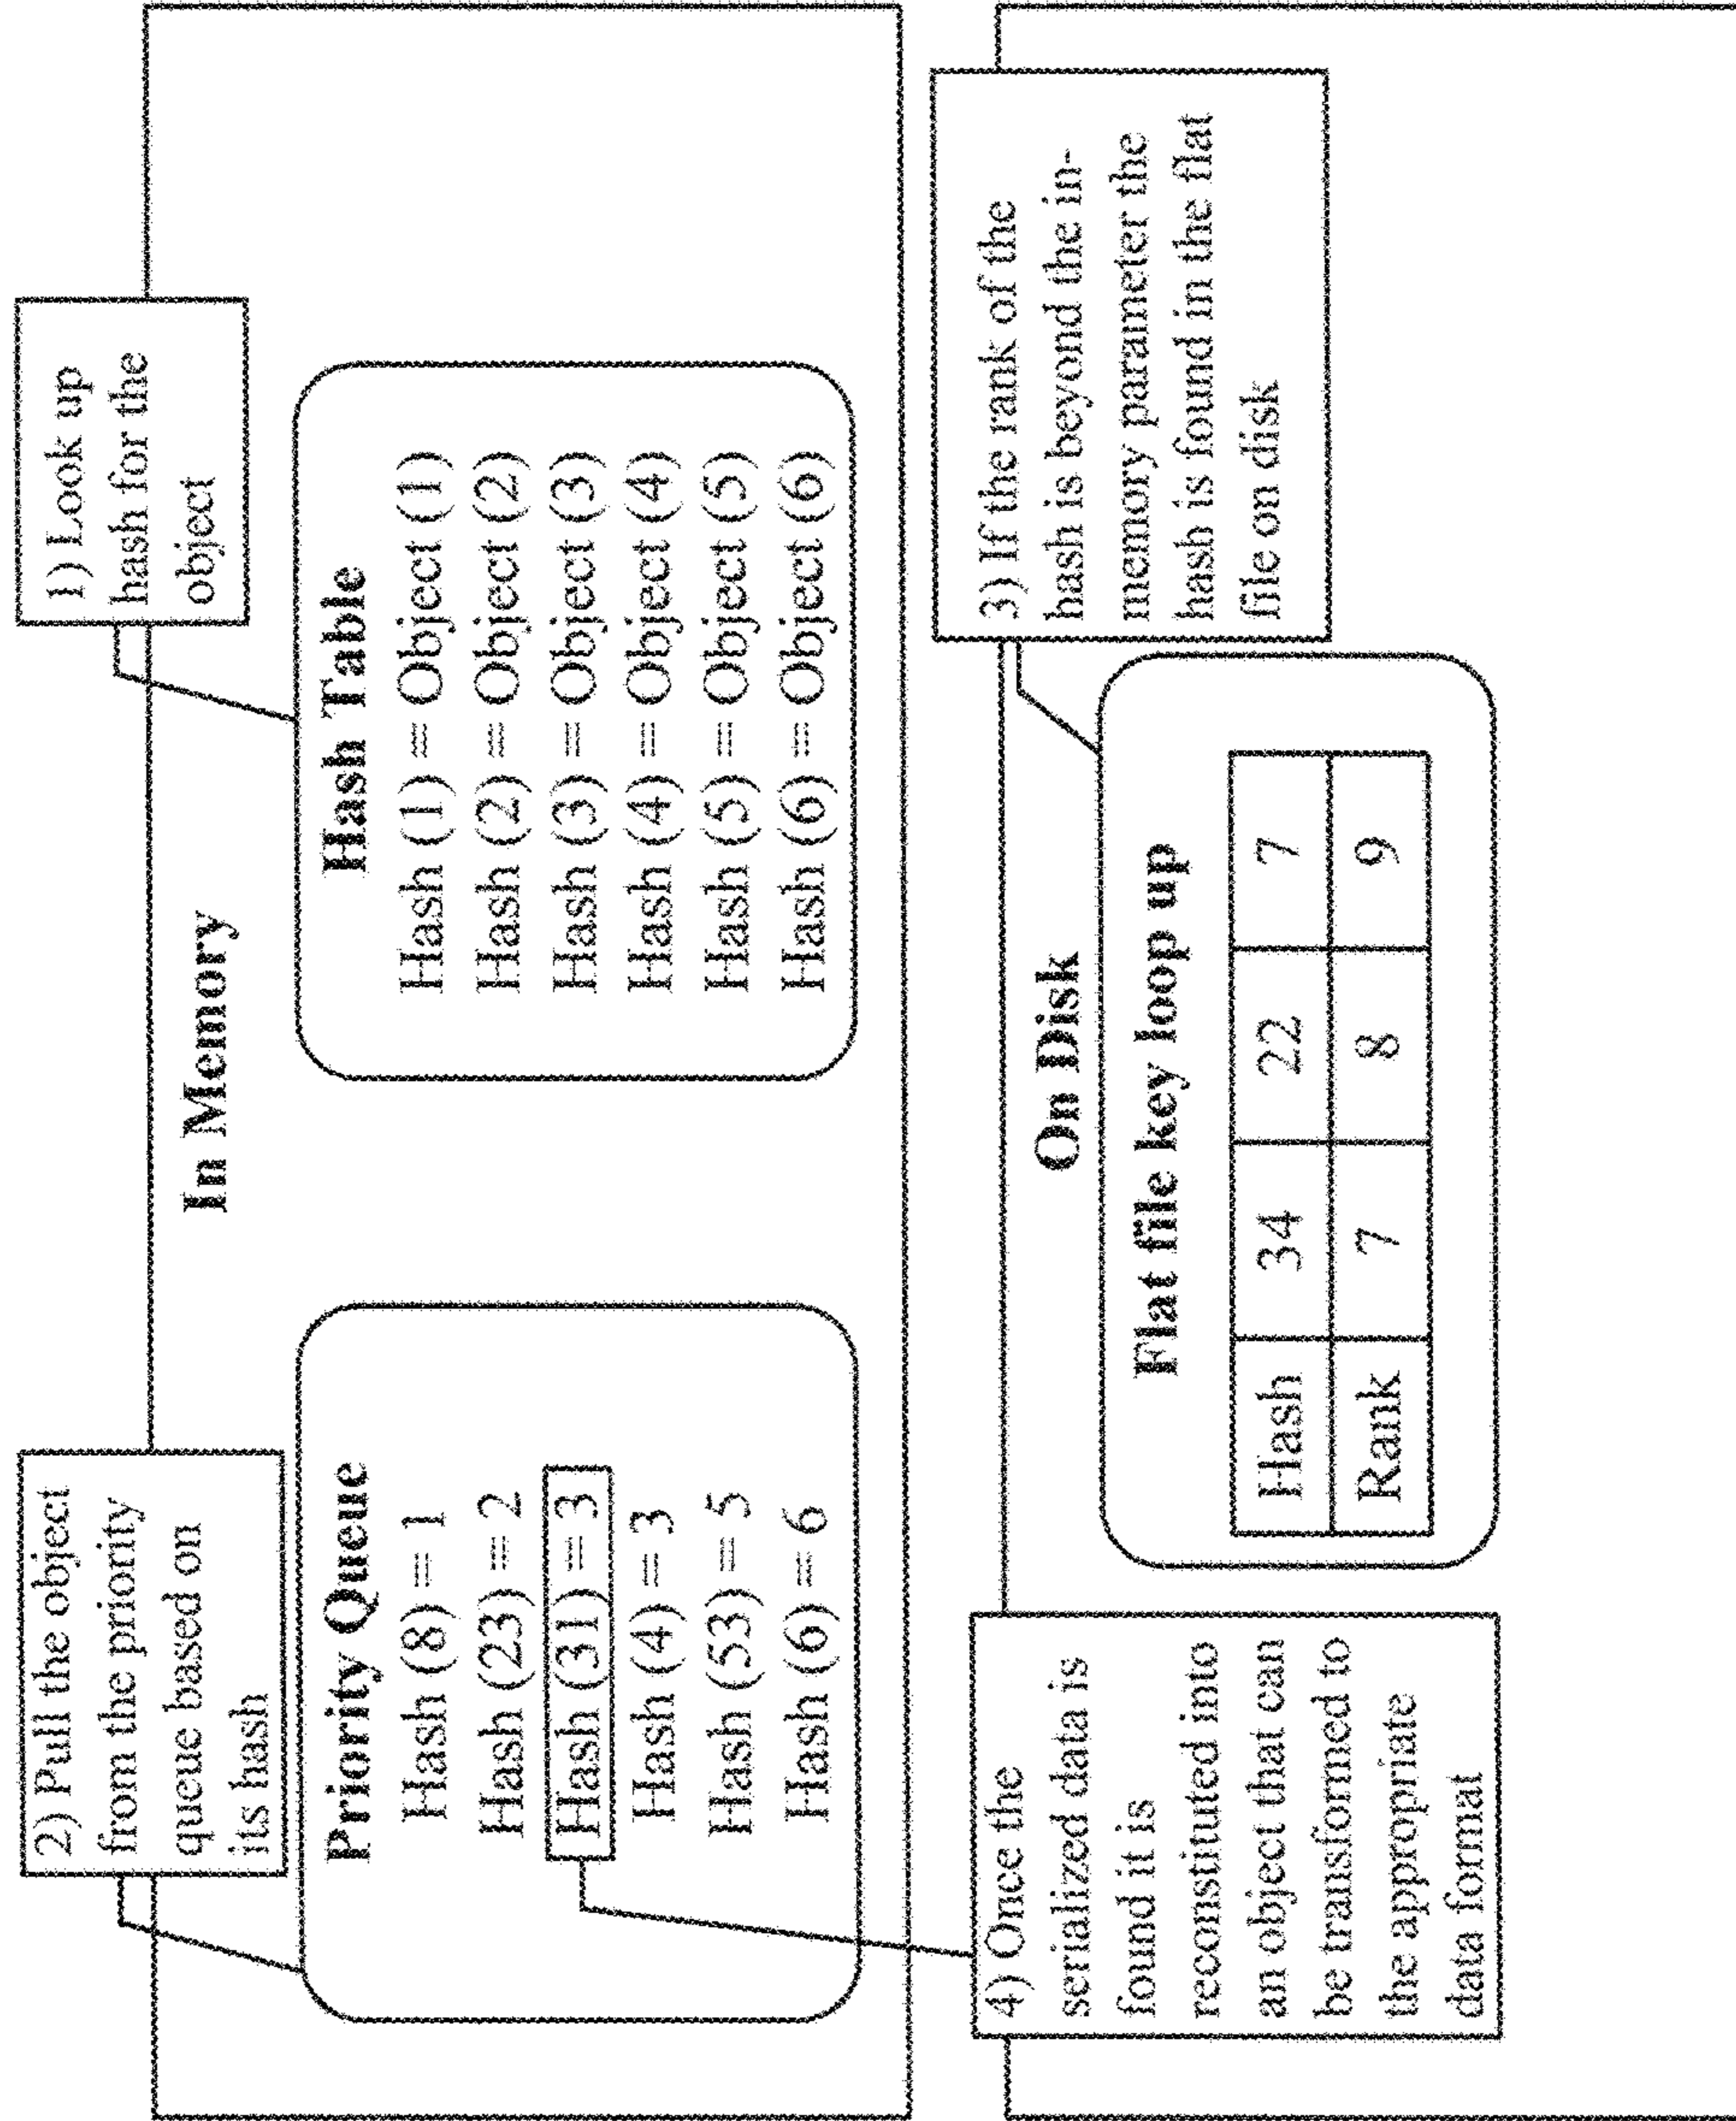 2) Pull the object
from the priority
queue based on
its hash
1) Look up
hash for the
object
In Memory
Priority Queue
Hash (8) = 1
Hash (23) = 2
Hash (31) = 3
Hash (4) = 3
Hash (53) = 5
Hash (6) = 6
Hash Table
Hash (1) = Object (1)
Hash (2) = Object (2)
Hash (3) = Object (3)
Hash (4) = Object (4)
Hash (5) = Object (5)
Hash (6) = Object (6)
4) Once the
serialized data is
found it is
reconstituted into
an object that can
be transformed to
the appropriate
data format
On Disk
Flat file key loop up
Hash 34 22 7
Rank 7 8 9
3) If the rank of the
hash is beyond the in-
memory parameter the
hash is found in the flat
file on disk